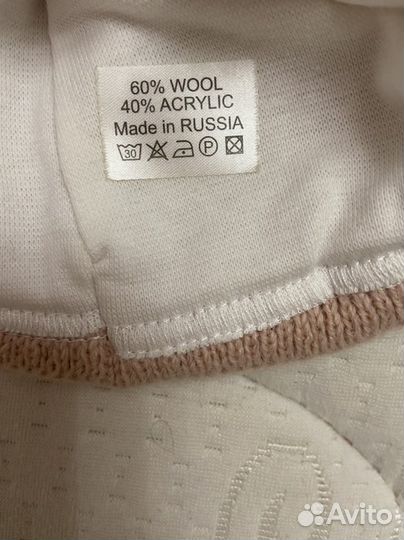 60% WOOL
40% ACRYLIC
Made in RUSSIA
30 P
Avito